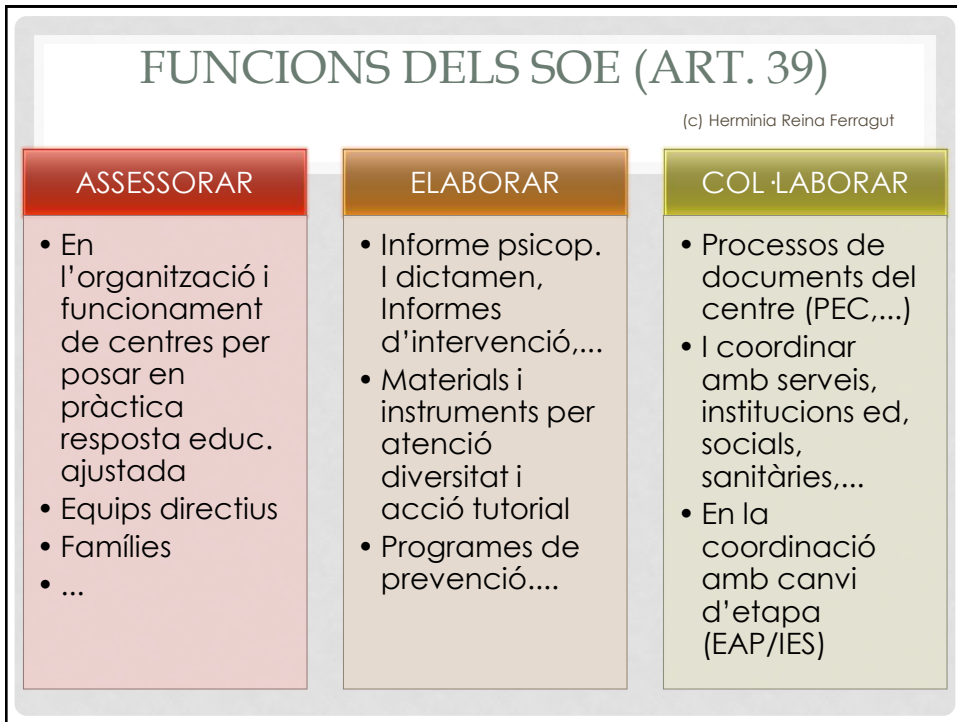 FUNCIONS DELS SOE (ART. 39)
(c) Herminia Reina Ferragut
ASSESSORAR
• En
l’organització i
funcionament
de centres per
posar en
pràctica
resposta educ.
ajustada
• Equips directius
• Famílies
• ...
ELABORAR
• Informe psicop.
I dictamen,
Informes
d’intervenció,...
• Materials i
instruments per
atenció
diversitat i
acció tutorial
• Programes de
prevenció....
COL·LABORAR
• Processos de
documents del
centre (PEC,...)
• I coordinar
amb serveis,
institucions ed,
socials,
sanitàries,...
• En la
coordinació
amb canvi
d’etapa
(EAP/IES)